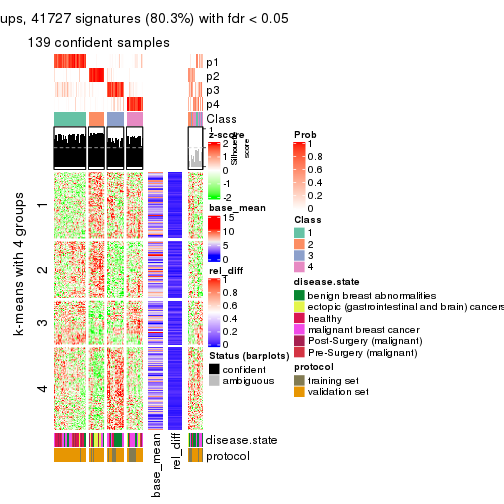 ups, 41727 signatures (80.3%) with fdr < 0.05
139 confident samples
p1
p2
p3
p4
Class
1
Silhouette
score
k-means with 4 groups
1
2
3
4
disease.state
protocol
base_mean
rel_diff
z-score
2
1
0
-1
-2
base_mean
15
10
5
0
rel_diff
1
0.8
0.6
0.4
0.2
0
Status (barplots)
confident
ambiguous
Prob
1
0.8
0.6
0.4
0.2
0
Class
1
2
3
4
disease.state
benign breast abnormalities
ectopic (gastrointestinal and brain) cancers
healthy
malignant breast cancer
Post-Surgery (malignant)
Pre-Surgery (malignant)
protocol
training set
validation set